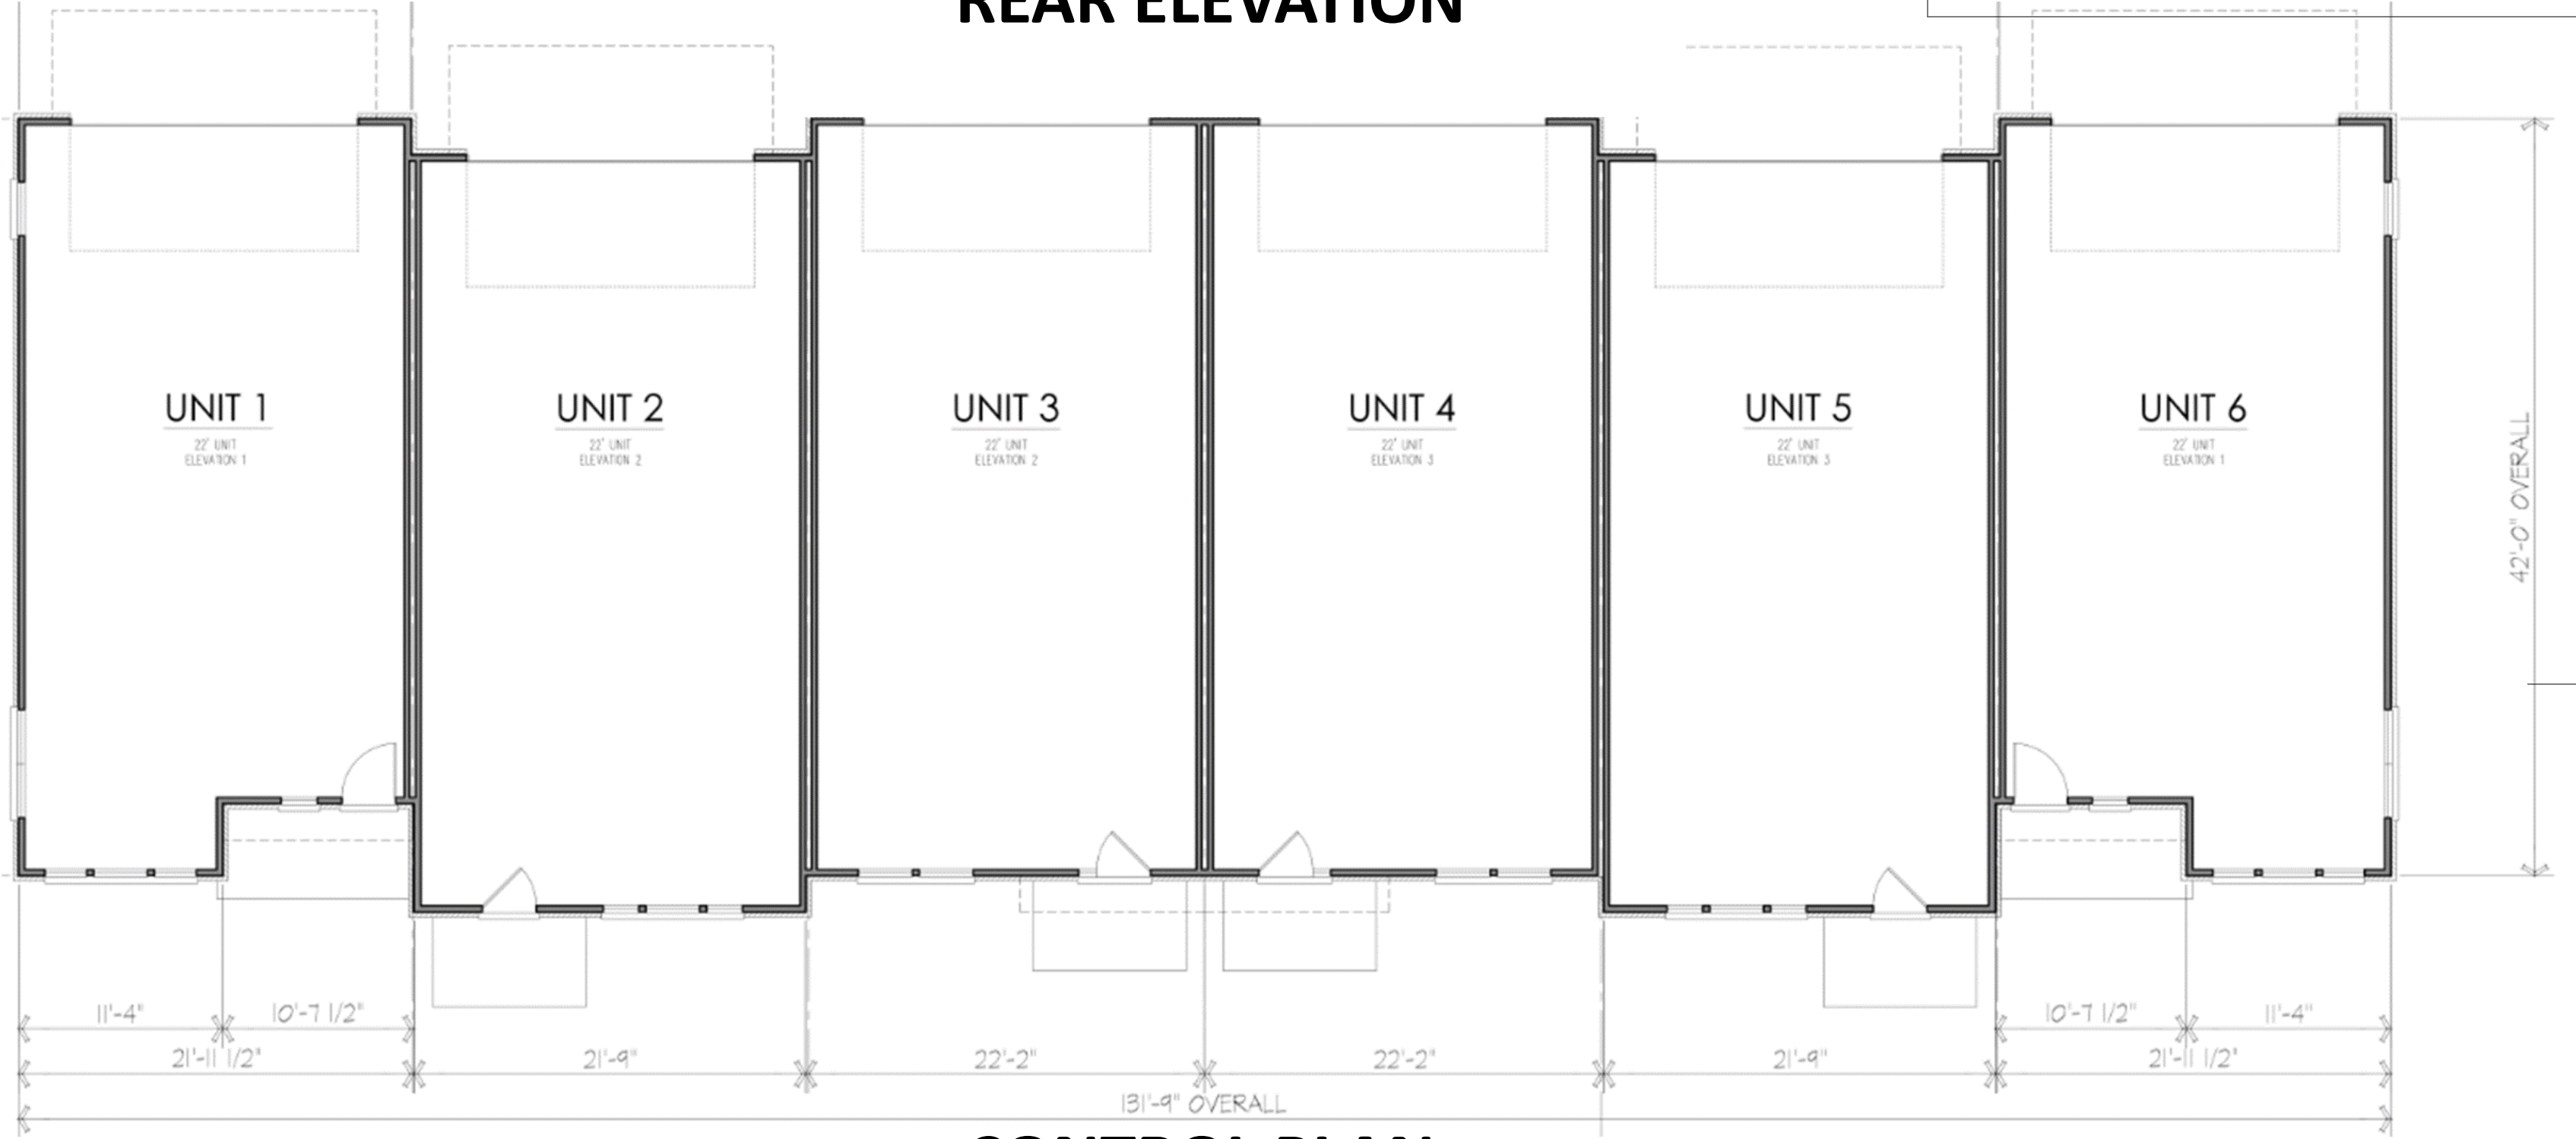 REAR ELEVATION
UNIT 1
22' UNIT
ELEVATION 1
UNIT 2
22' UNIT
ELEVATION 2
UNIT 3
22' UNIT
ELEVATION 2
UNIT 4
22' UNIT
ELEVATION 3
UNIT 5
22' UNIT
ELEVATION 3
UNIT 6
22' UNIT
ELEVATION 1
42'-0" OVERALL
11'-4" 10'-7 1/2" 10'-7 1/2" 11'-4"
21'-11 1/2" 21'-9" 22'-2" 22'-2" 21'-9" 21'-11 1/2"
131'-9" OVERALL
CONTROL PLAN